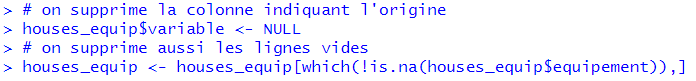 > # on supprime la colonne indiquant l'origine
> houses_equip$variable <- NULL
> # on supprime aussi les lignes vides
> houses_equip <- houses_equip[which(!is.na(houses_equip$equipement)),]